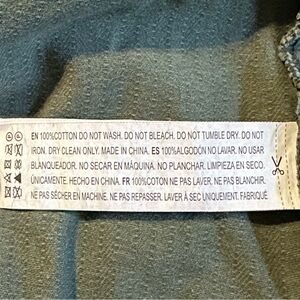 EN 100%COTTON DO NOT WASH. DO NOT BLEACH. DO NOT TUMBLE DRY. DO NOT
IRON. DRY CLEAN ONLY. MADE IN CHINA. ES 100%ALGODÓN NO LAVAR. NO USAR
BLANQUEADOR. NO SECAR EN MÁQUINA. NO PLANCHAR. LIMPIEZA EN SECO.
ÚNICAMENTE. HECHO EN CHINA. FR 100%COTON NE PAS LAVER. NE PAS BLANCHIR.
NE PAS SÉCHER EN MACHINE. NE PAS REPASSER. LAVER À SEC UNIQUEMENT. FABRIQUÉ